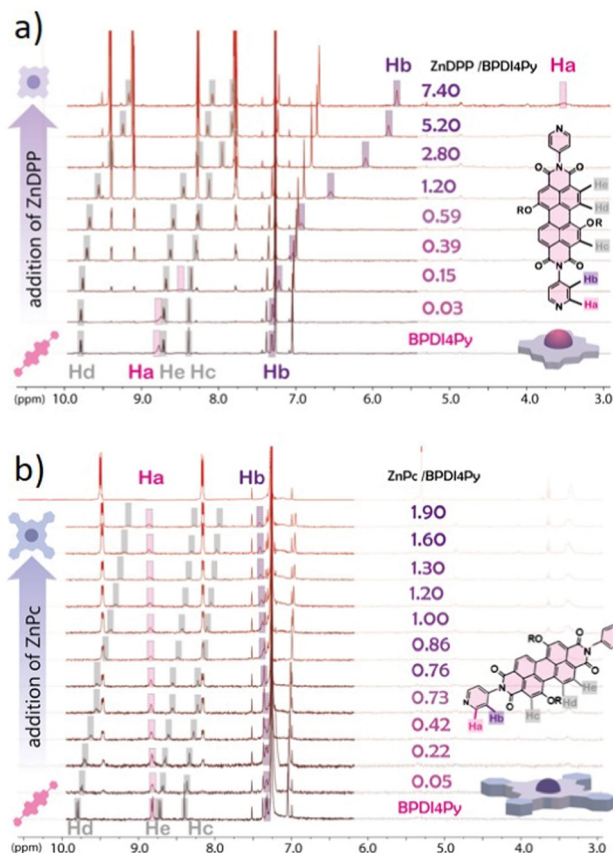 a)
Hb ZnDPP /BPDI4Py Ha
7.40
5.20
2.80
1.20
0.59
0.39
0.15
0.03
BPDI4Py
addition of ZnDPP
N
O N O
He
Hd
RO
OR
Hc
O N O
Hb
N
Ha
Hd Ha He Hc Hb
(ppm) 10.0 9.0 8.0 7.0 6.0 5.0 4.0 3.0
b)
Ha Hb ZnPc /BPDI4Py
1.90
1.60
1.30
1.20
1.00
0.86
0.76
0.73
0.42
0.22
0.05
BPDI4Py
addition of ZnPc
RO
O N O
He
Hd
OR
Hc
O N O
N
Hb
Ha
Hd He Hc
(ppm) 10.0 9.0 8.0 7.0 6.0 5.0 4.0 3.0